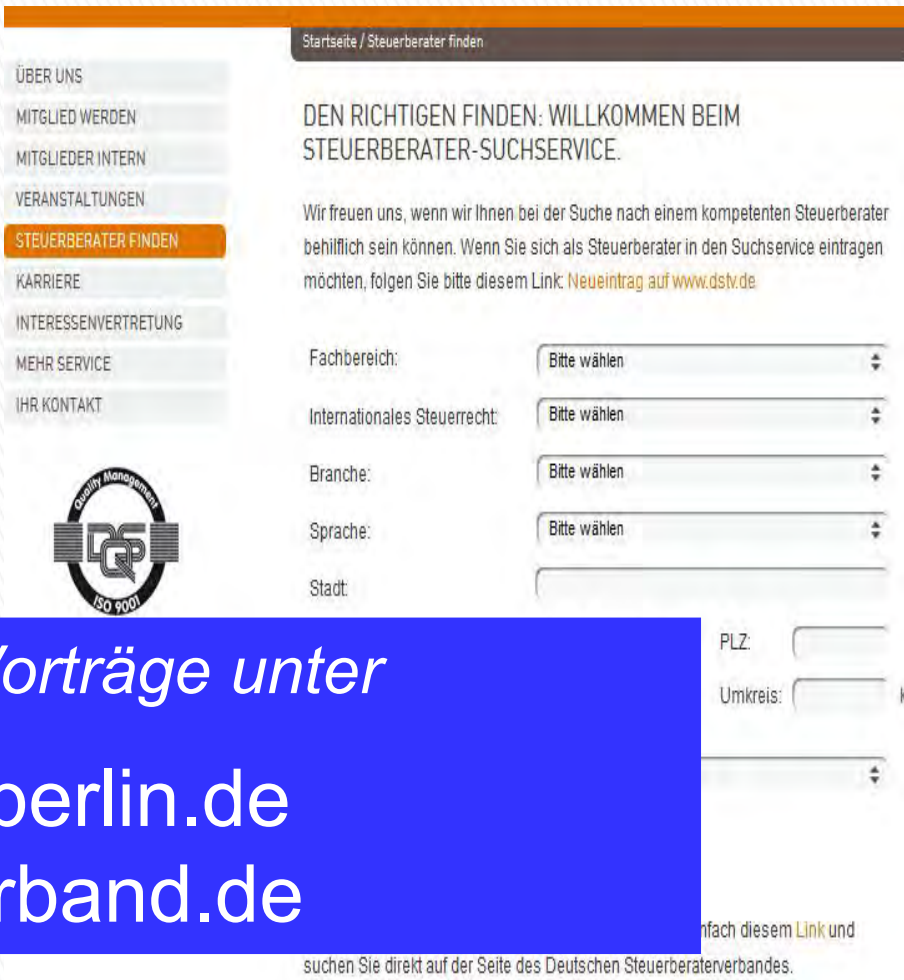 Startseite / Steuerberater finden
ÜBER UNS
MITGLIED WERDEN
MITGLIEDER INTERN
VERANSTALTUNGEN
STEUERBERATER FINDEN
KARRIERE
INTERESSENVERTRETUNG
MEHR SERVICE
IHR KONTAKT
Quality Management
DQS
ISO 9001
DEN RICHTIGEN FINDEN: WILLKOMMEN BEIM
STEUERBERATER-SUCHSERVICE.
Wir freuen uns, wenn wir Ihnen bei der Suche nach einem kompetenten Steuerberater
behilflich sein können. Wenn Sie sich als Steuerberater in den Suchservice eintragen
möchten, folgen Sie bitte diesem Link: Neueintrag auf www.dstv.de
Fachbereich: Bitte wählen
Internationales Steuerrecht: Bitte wählen
Branche: Bitte wählen
Sprache: Bitte wählen
Stadt:
PLZ:
Umkreis:
Vorträge unter
berlin.de
rband.de
nfach diesem Link und
suchen Sie direkt auf der Seite des Deutschen Steuerberaterverbandes.